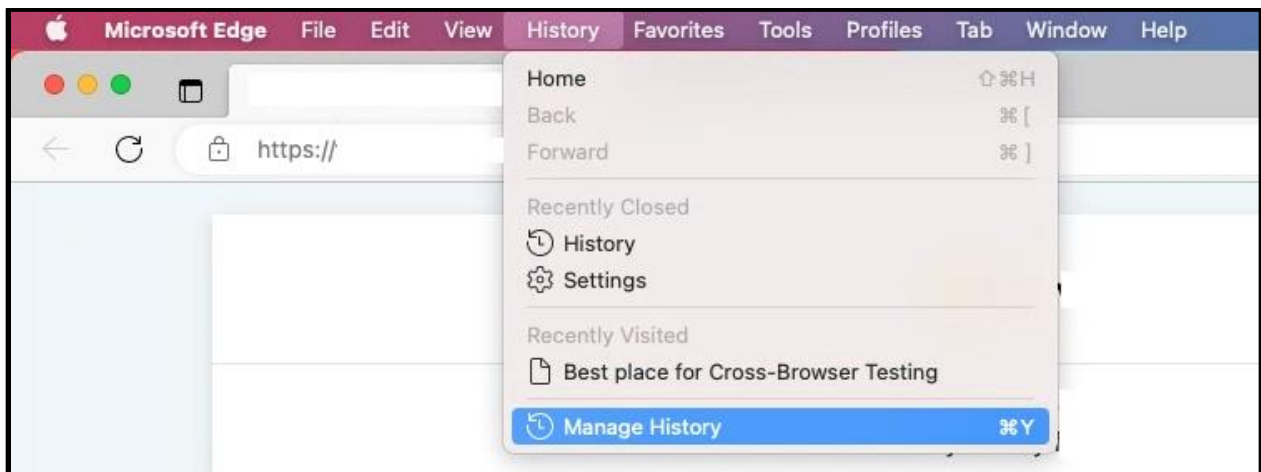 Microsoft Edge File Edit View History Favorites Tools Profiles Tab Window Help
Home ⇧⌘H
Back ⌘[
https://
Forward ⌘]
Recently Closed
History
Settings
Recently Visited
Best place for Cross-Browser Testing
Manage History ⌘Y